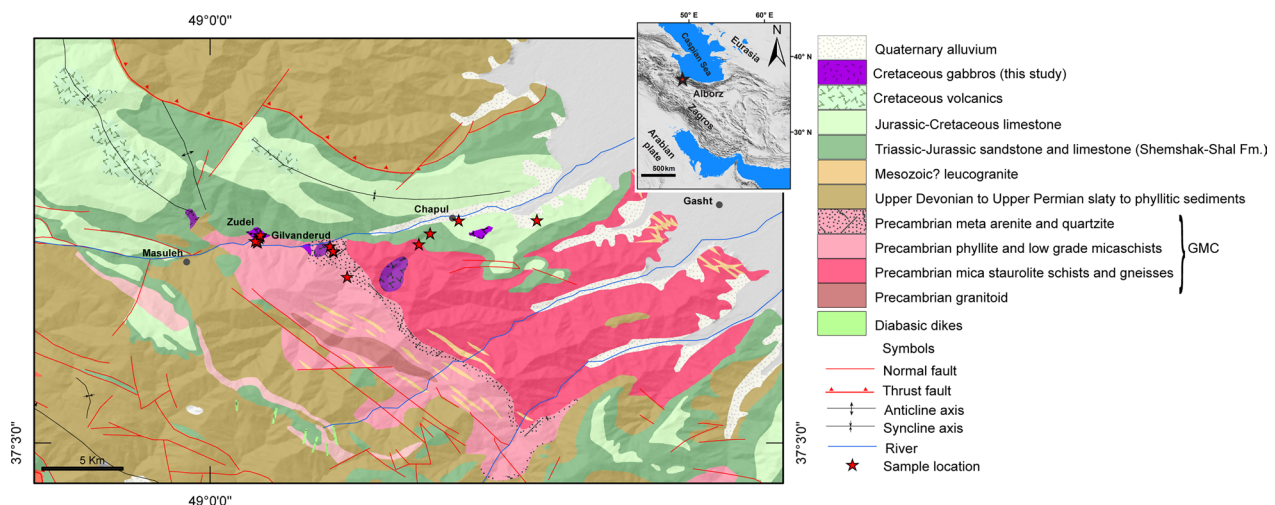 49°0'0"
50° E
60° E
N
Caspian Sea
Eurasia
40° N
Alborz
Zagros
30° N
Arabian plate
500km
Gasht
Chapul
Zudel
Gilvanderud
Masuleh
37°3'0"
37°3'0"
5 Km
49°0'0"
Quaternary alluvium
Cretaceous gabbros (this study)
Cretaceous volcanics
Jurassic-Cretaceous limestone
Triassic-Jurassic sandstone and limestone (Shemshak-Shal Fm.)
Mesozoic? leucogranite
Upper Devonian to Upper Permian slaty to phyllitic sediments
Precambrian meta arenite and quartzite
Precambrian phyllite and low grade micaschists
GMC
Precambrian mica staurolite schists and gneisses
Precambrian granitoid
Diabasic dikes
Symbols
Normal fault
Thrust fault
Anticline axis
Syncline axis
River
Sample location